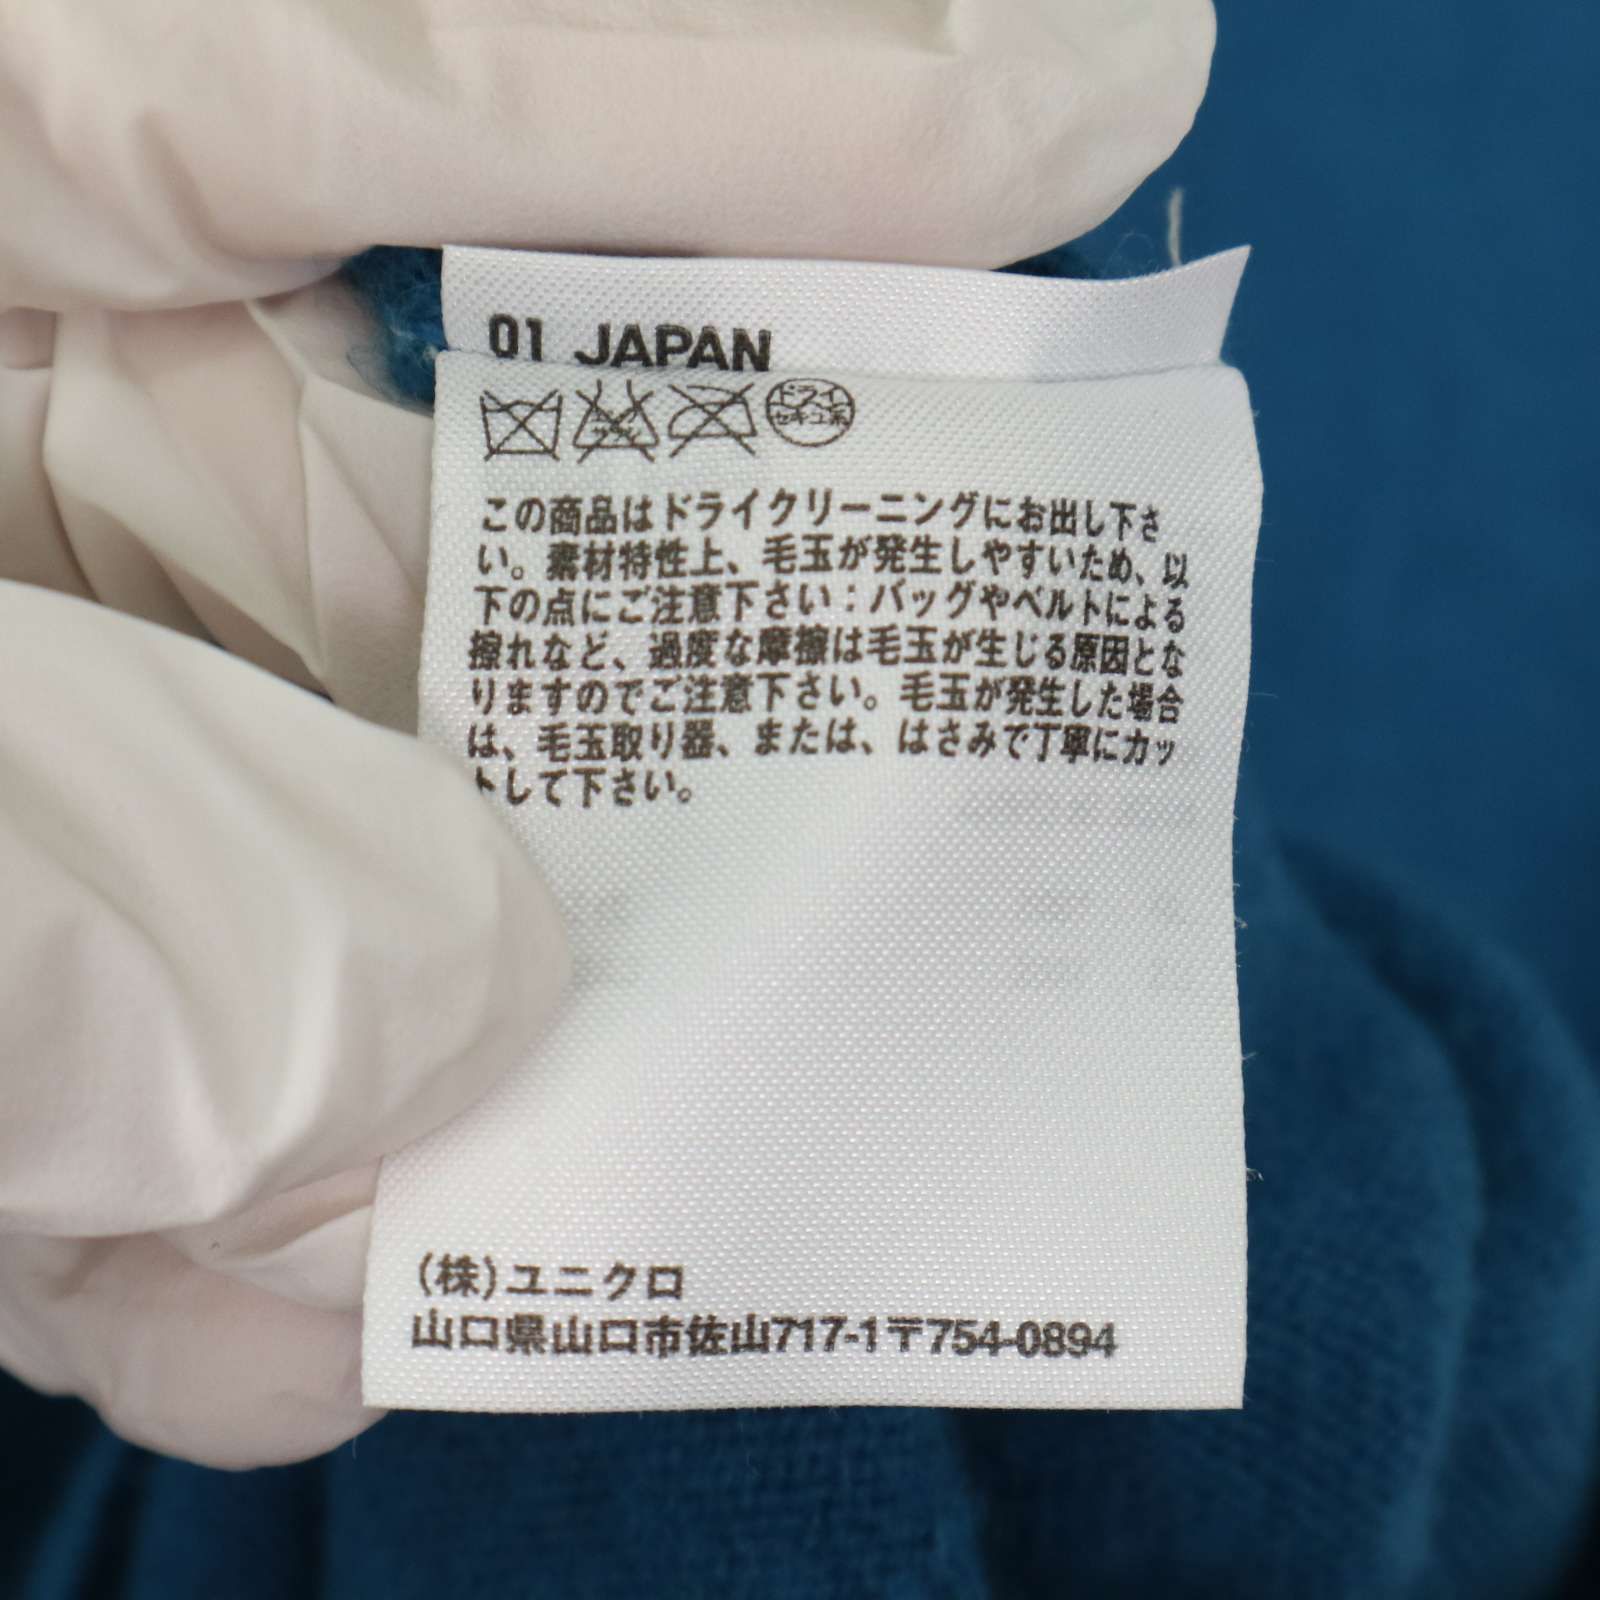 01 JAPAN
ドライ
セキユ系
この商品はドライクリーニングにお出し下さ
い。素材特性上、毛玉が発生しやすいため、以
下の点にご注意下さい：バッグやベルトによる
擦れなど、過度な摩擦は毛玉が生じる原因とな
りますのでご注意下さい。毛玉が発生した場合
は、毛玉取り器、または、はさみで丁寧にカッ
トして下さい。
(株)ユニクロ
山口県山口市佐山717-1〒754-0894